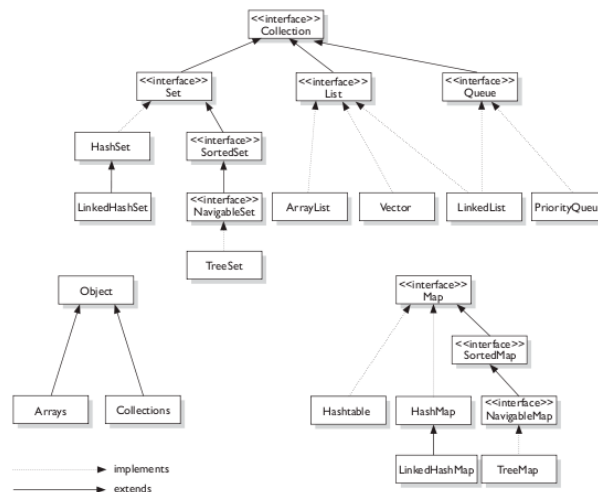 <<interface>>
Collection
<<interface>>
Set
<<interface>>
List
<<interface>>
Queue
HashSet
<<interface>>
SortedSet
LinkedHashSet
<<interface>>
NavigableSet
ArrayList
Vector
LinkedList
PriorityQueue
TreeSet
Object
<<interface>>
Map
<<interface>>
SortedMap
Arrays
Collections
Hashtable
HashMap
<<interface>>
NavigableMap
LinkedHashMap
TreeMap
implements
extends